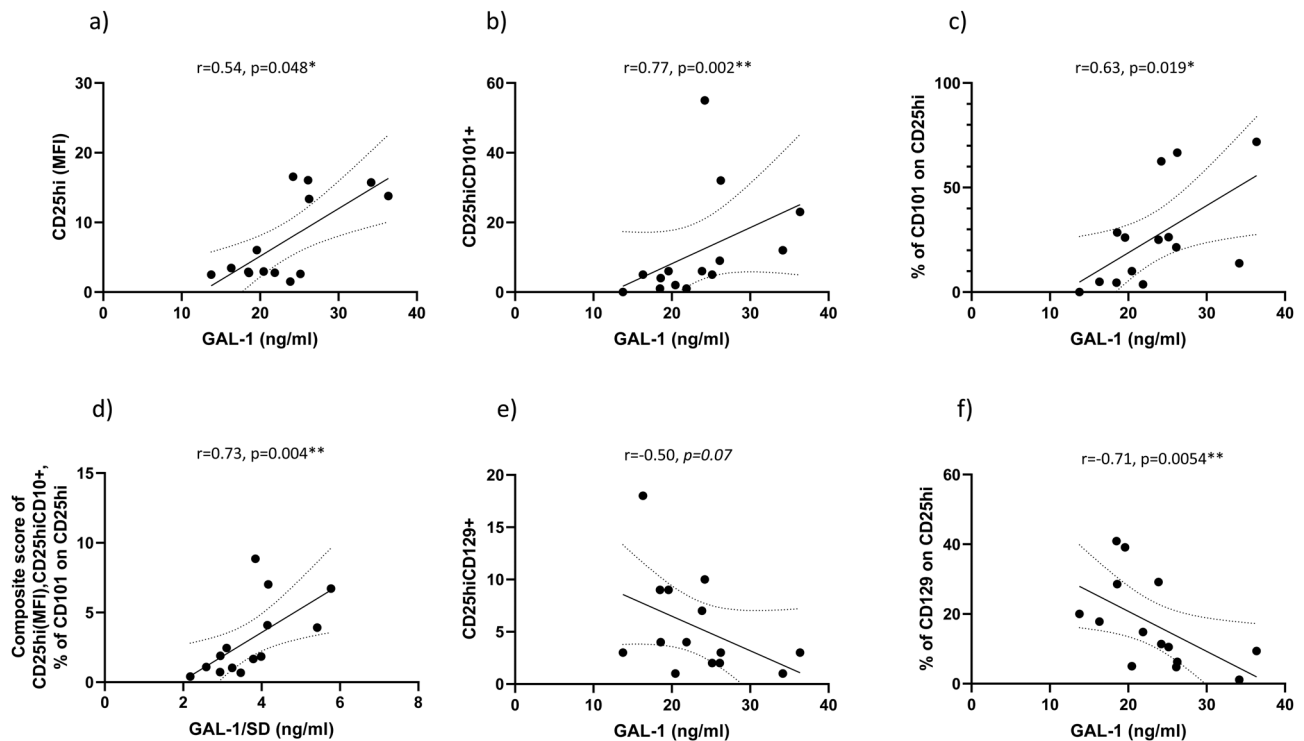 a)
r=0.54, p=0.048*
CD25hi (MFI)
30
20
10
0
0 10 20 30 40
GAL-1 (ng/ml)
b)
r=0.77, p=0.002**
CD25hiCD101+
60
40
20
0
0 10 20 30 40
GAL-1 (ng/ml)
c)
r=0.63, p=0.019*
% of CD101 on CD25hi
100
50
0
0 10 20 30 40
GAL-1 (ng/ml)
d)
r=0.73, p=0.004**
Composite score of
CD25hi(MFI),CD25hiCD10+,
% of CD101 on CD25hi
15
10
5
0
0 2 4 6 8
GAL-1/SD (ng/ml)
e)
r=-0.50, p=0.07
CD25hiCD129+
20
15
10
5
0
0 10 20 30 40
GAL-1 (ng/ml)
f)
r=-0.71, p=0.0054**
% of CD129 on CD25hi
60
40
20
0
0 10 20 30 40
GAL-1 (ng/ml)